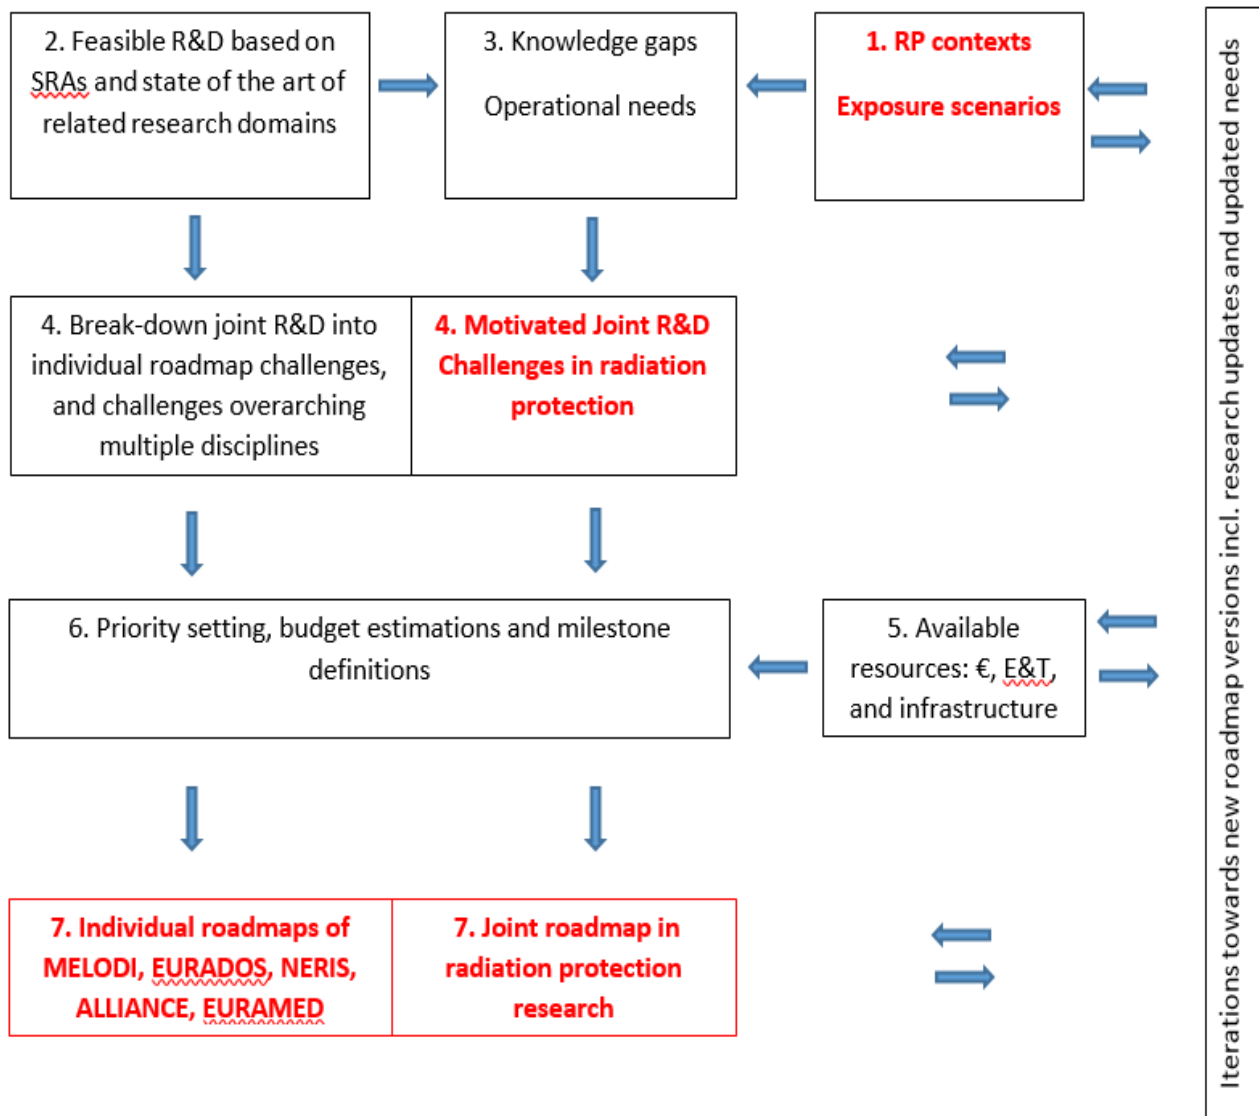 2. Feasible R&D based on
SRAs and state of the art of
related research domains
3. Knowledge gaps
Operational needs
1. RP contexts
Exposure scenarios
4. Break-down joint R&D into
individual roadmap challenges,
and challenges overarching
multiple disciplines
4. Motivated Joint R&D
Challenges in radiation
protection
6. Priority setting, budget estimations and milestone
definitions
5. Available
resources: €, E&T,
and infrastructure
7. Individual roadmaps of
MELODI, EURADOS, NERIS,
ALLIANCE, EURAMED
7. Joint roadmap in
radiation protection
research
Iterations towards new roadmap versions incl. research updates and updated needs